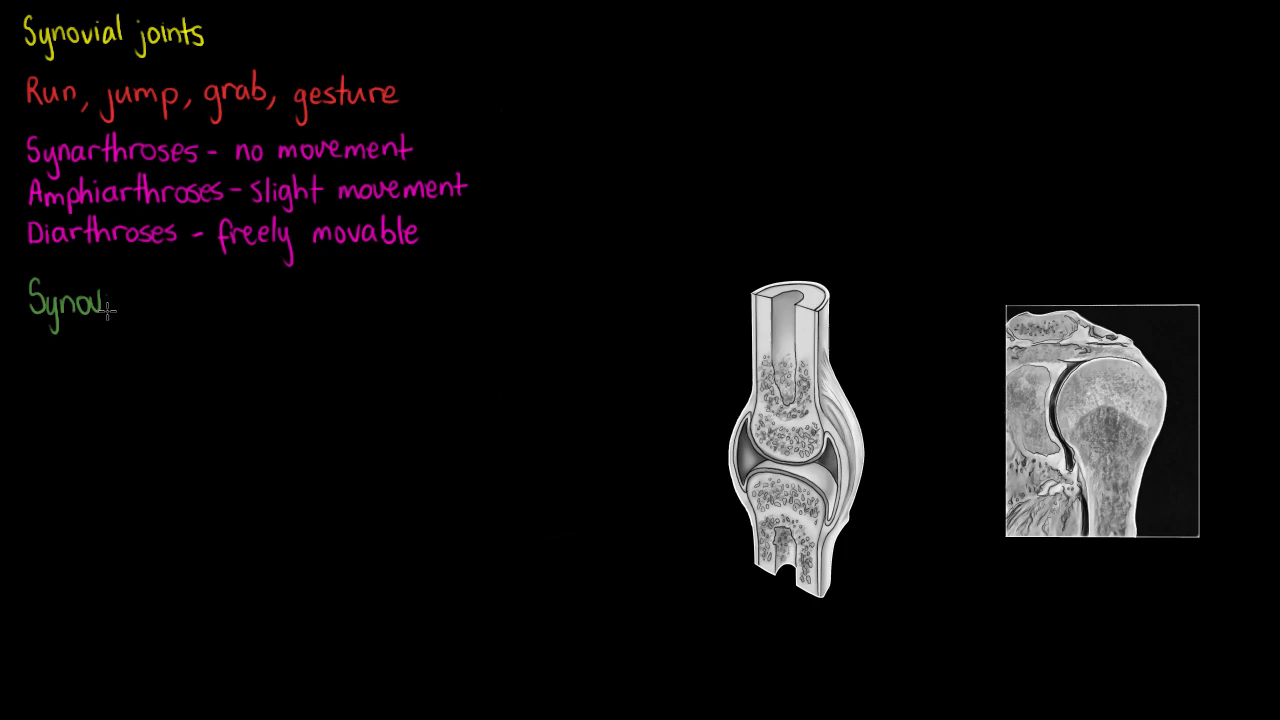 Synovial joints
Run, jump, grab, gesture
Synarthroses - no movement
Amphiarthroses - slight movement
Diarthroses - freely movable
Synov